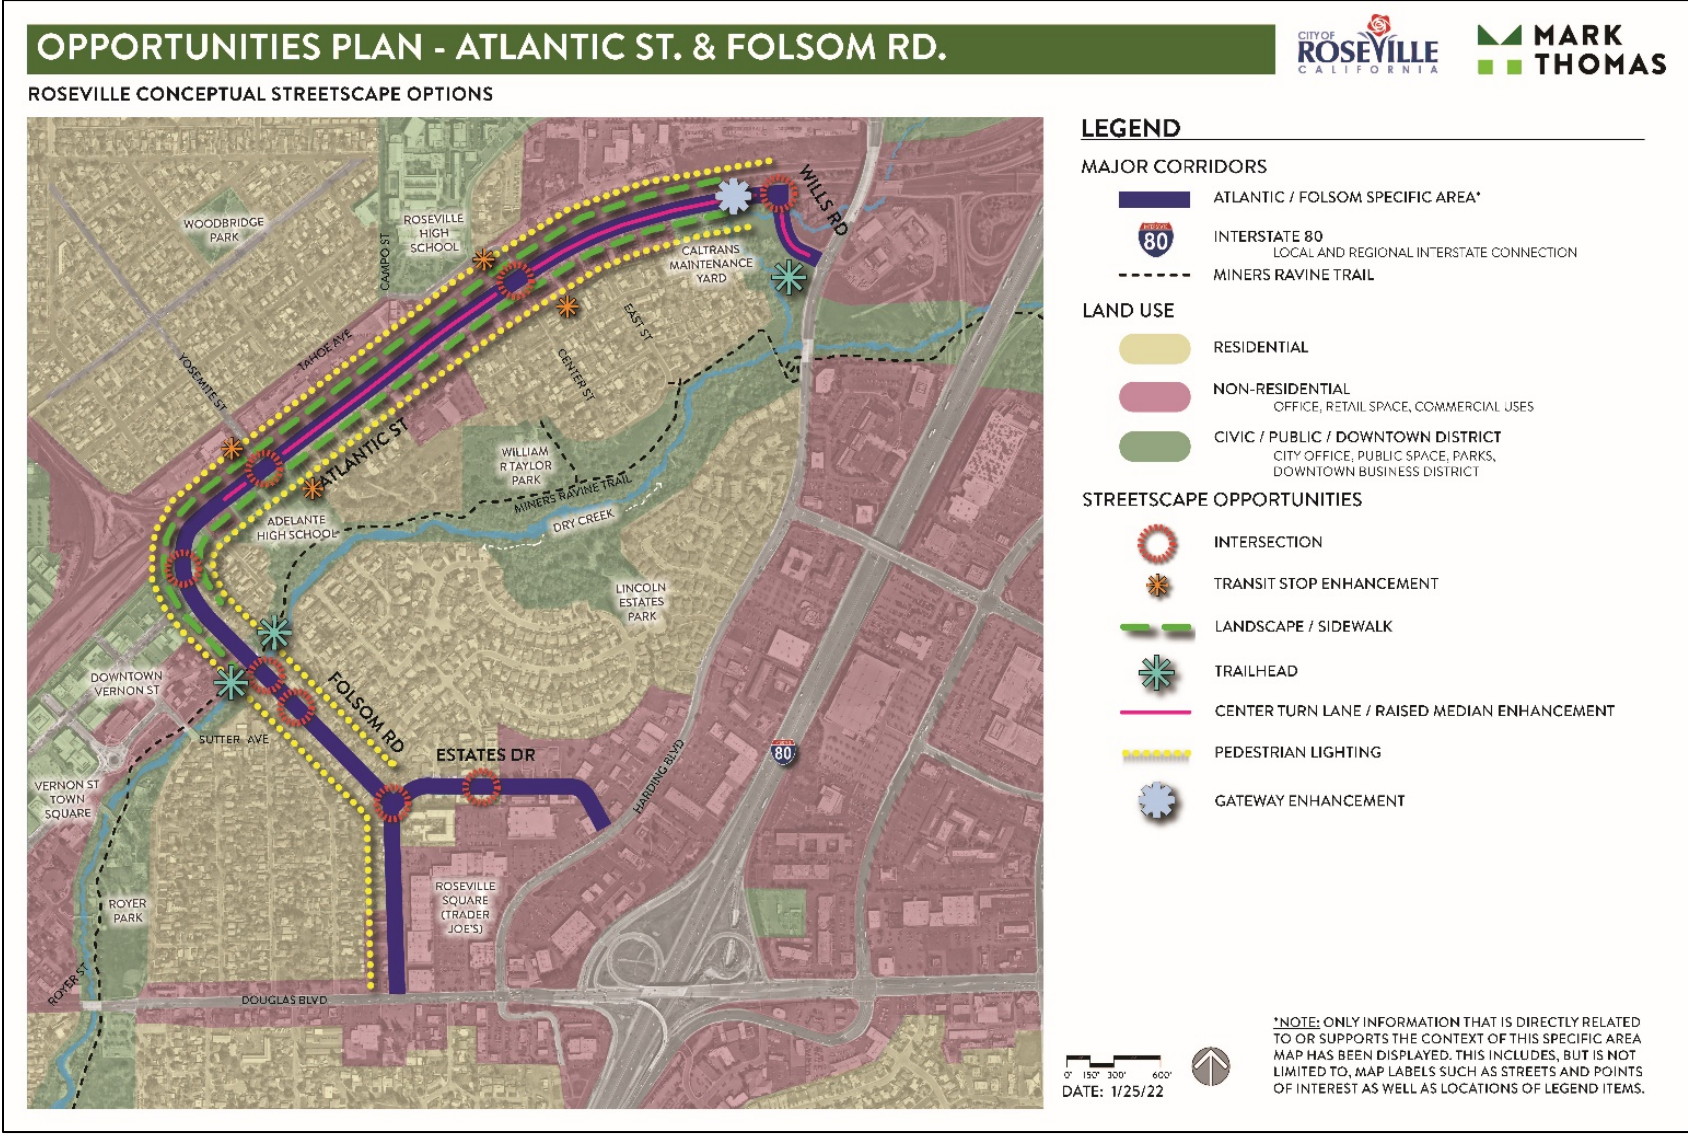 OPPORTUNITIES PLAN - ATLANTIC ST. & FOLSOM RD.
CITY OF
ROSEVILLE
CALIFORNIA
MARK
THOMAS
ROSEVILLE CONCEPTUAL STREETSCAPE OPTIONS
WOODBRIDGE
PARK
CAMPO ST
ROSEVILLE
HIGH
SCHOOL
WILLS RD
CALTRANS
MAINTENANCE
YARD
TAHOE AVE
YOSEMITE ST
EAST ST
CENTER ST
ATLANTIC ST
WILLIAM
R TAYLOR
PARK
MINERS RAVINE TRAIL
DRY CREEK
ADELANTE
HIGH SCHOOL
LINCOLN
ESTATES
PARK
DOWNTOWN
VERNON ST
FOLSOM RD
SUTTER AVE
ESTATES DR
80
HARDING BLVD
VERNON ST
TOWN
SQUARE
ROSEVILLE
SQUARE
(TRADER
JOE'S)
ROYER
PARK
ROYER ST
DOUGLAS BLVD
LEGEND
MAJOR CORRIDORS
ATLANTIC / FOLSOM SPECIFIC AREA*
80
INTERSTATE 80
LOCAL AND REGIONAL INTERSTATE CONNECTION
MINERS RAVINE TRAIL
LAND USE
RESIDENTIAL
NON-RESIDENTIAL
OFFICE, RETAIL SPACE, COMMERCIAL USES
CIVIC / PUBLIC / DOWNTOWN DISTRICT
CITY OFFICE, PUBLIC SPACE, PARKS,
DOWNTOWN BUSINESS DISTRICT
STREETSCAPE OPPORTUNITIES
INTERSECTION
TRANSIT STOP ENHANCEMENT
LANDSCAPE / SIDEWALK
TRAILHEAD
CENTER TURN LANE / RAISED MEDIAN ENHANCEMENT
PEDESTRIAN LIGHTING
GATEWAY ENHANCEMENT
0' 150' 300' 600'
DATE: 1/25/22
*NOTE: ONLY INFORMATION THAT IS DIRECTLY RELATED
TO OR SUPPORTS THE CONTEXT OF THIS SPECIFIC AREA
MAP HAS BEEN DISPLAYED. THIS INCLUDES, BUT IS NOT
LIMITED TO, MAP LABELS SUCH AS STREETS AND POINTS
OF INTEREST AS WELL AS LOCATIONS OF LEGEND ITEMS.